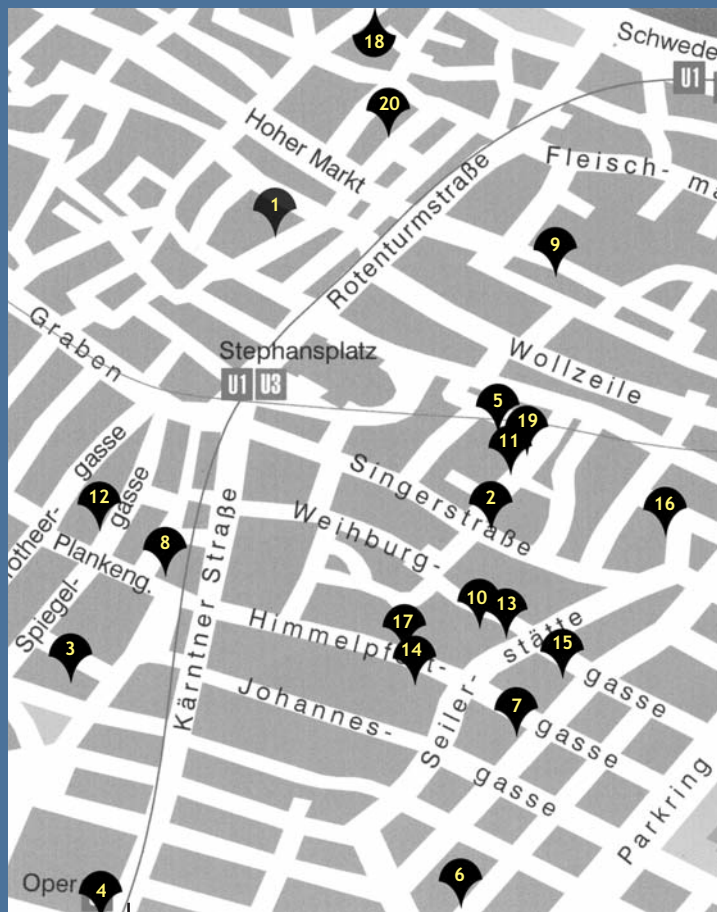 18
Schwede
U1
20
Hoher Markt
Fleisch- ma
1
9
Rotenturmstraße
Graben
Stephansplatz
U1 U3
Wollzeile
5
19
11
gasse
12
gasse
Singerstraße
2
16
Weihburg-
8
Plankeng.
otheer-
Spiegel-
Kärntner Straße
10
13
17
Himmelpfort-
14
stätte
15
3
gasse
Johannes-
7
gasse
Seiler-
gasse
Parkring
Oper
4
6